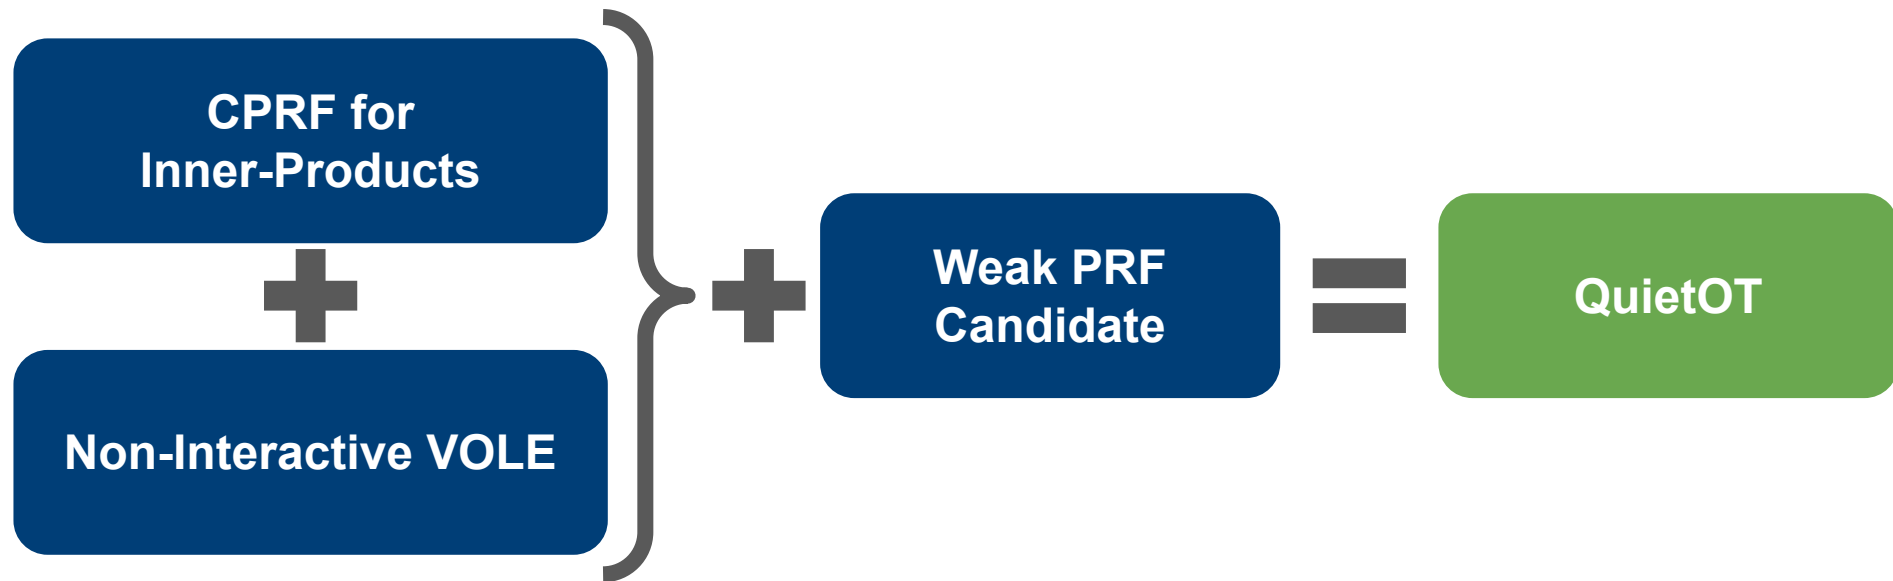 CPRF for
Inner-Products
Non-Interactive VOLE
Weak PRF
Candidate
QuietOT